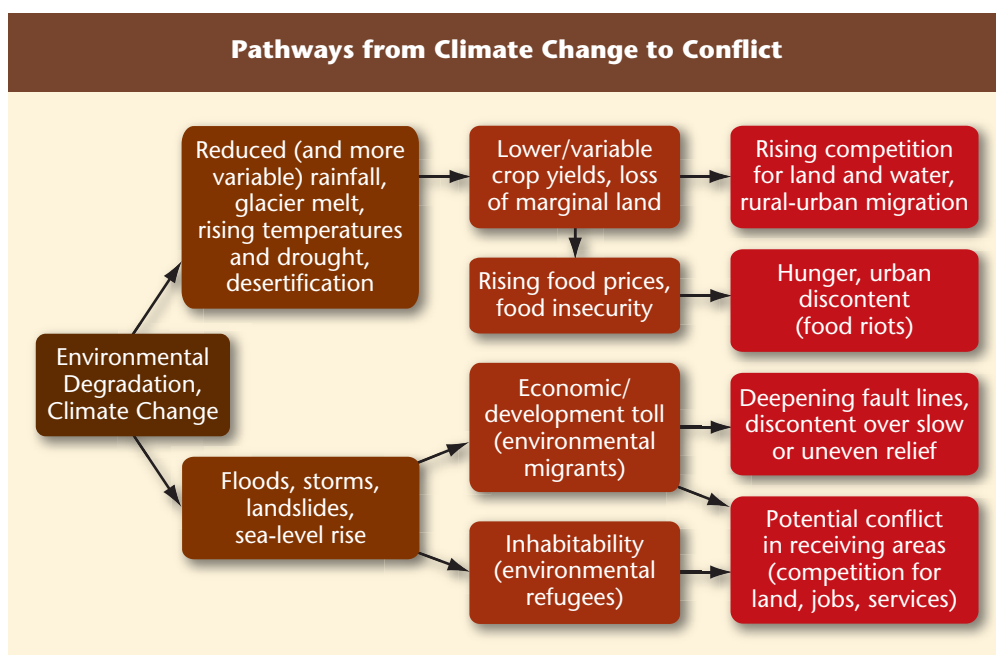 Pathways from Climate Change to Conflict
Reduced (and more
variable) rainfall,
glacier melt,
rising temperatures
and drought,
desertification
Lower/variable
crop yields, loss
of marginal land
Rising competition
for land and water,
rural-urban migration
Rising food prices,
food insecurity
Hunger, urban
discontent
(food riots)
Environmental
Degradation,
Climate Change
Economic/
development toll
(environmental
migrants)
Deepening fault lines,
discontent over slow
or uneven relief
Floods, storms,
landslides,
sea-level rise
Inhabitability
(environmental
refugees)
Potential conflict
in receiving areas
(competition for
land, jobs, services)